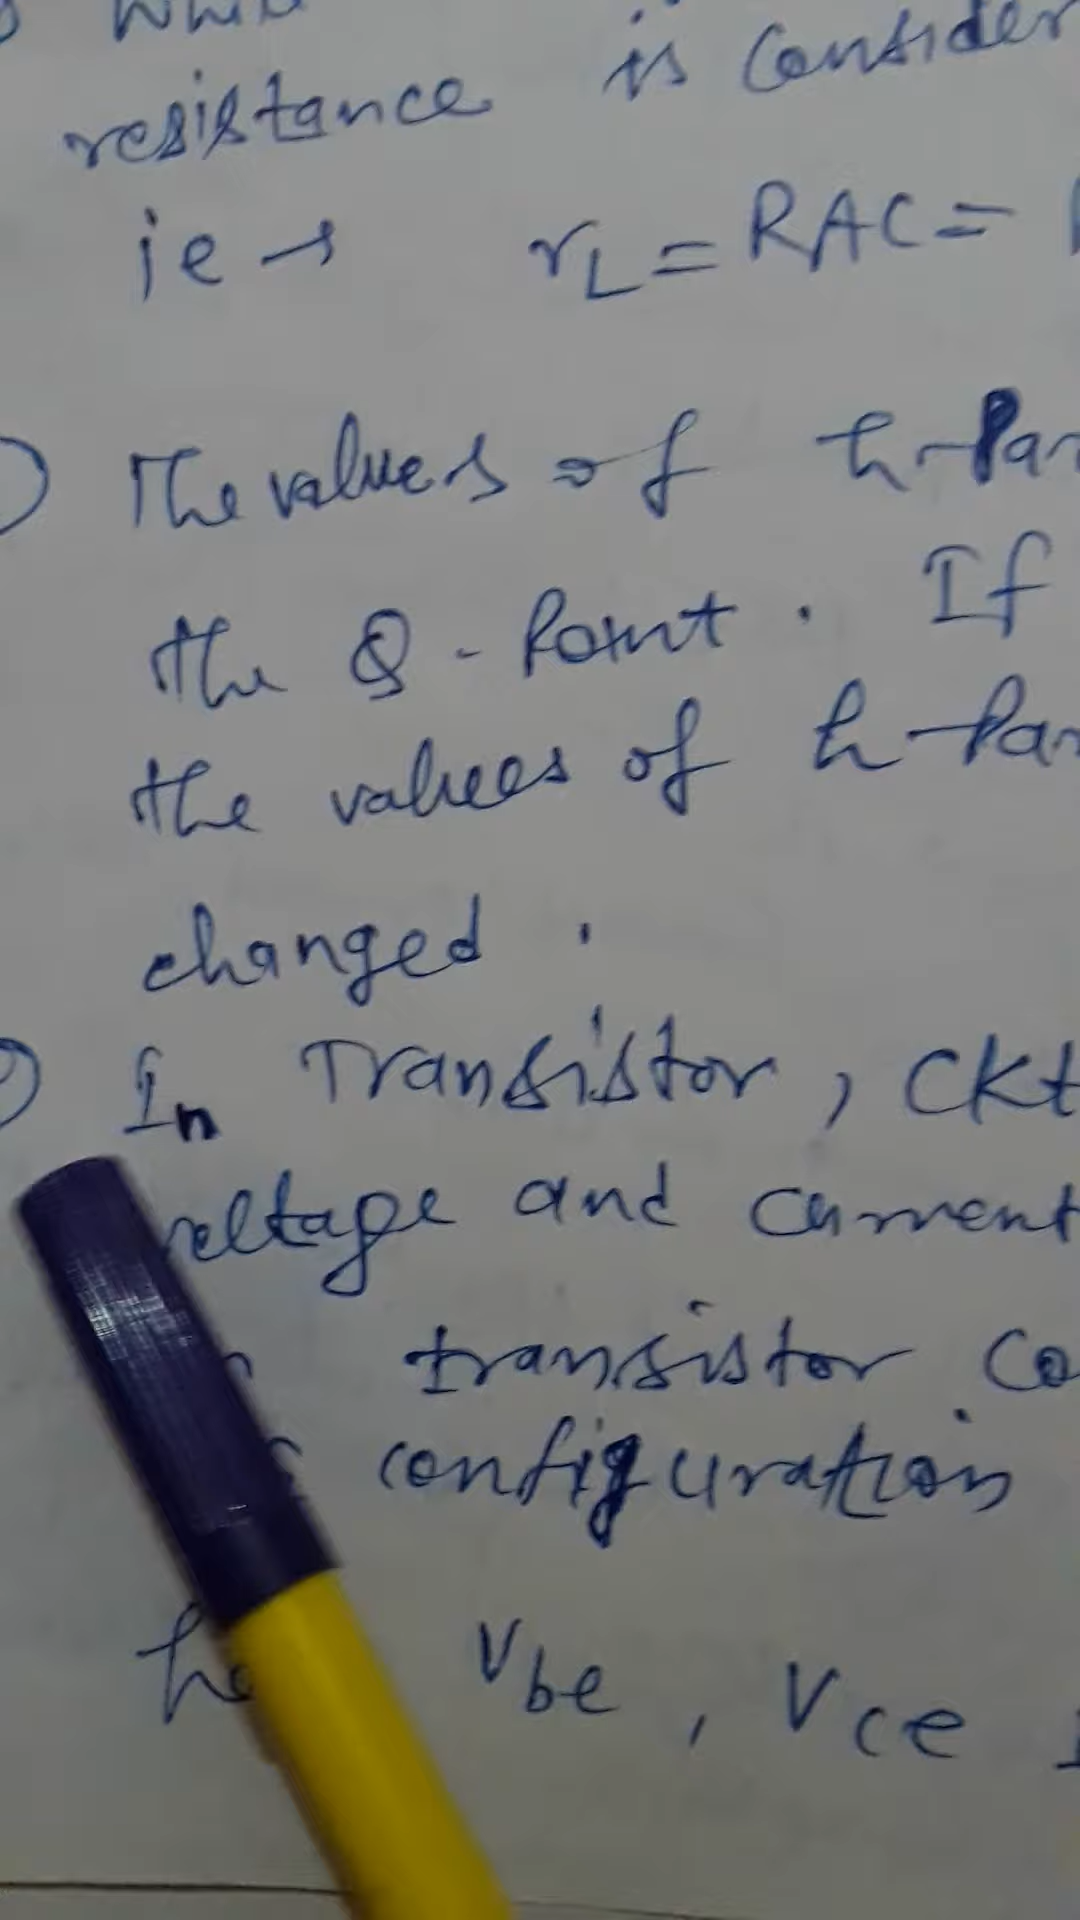 resistance is consider
ie → rL = RAC =
The values of h-Par
the Q - Point . If
the values of h-Par
changed .
In Transistor, CKt
voltage and current
transistor Co
configuration
Vbe , Vce